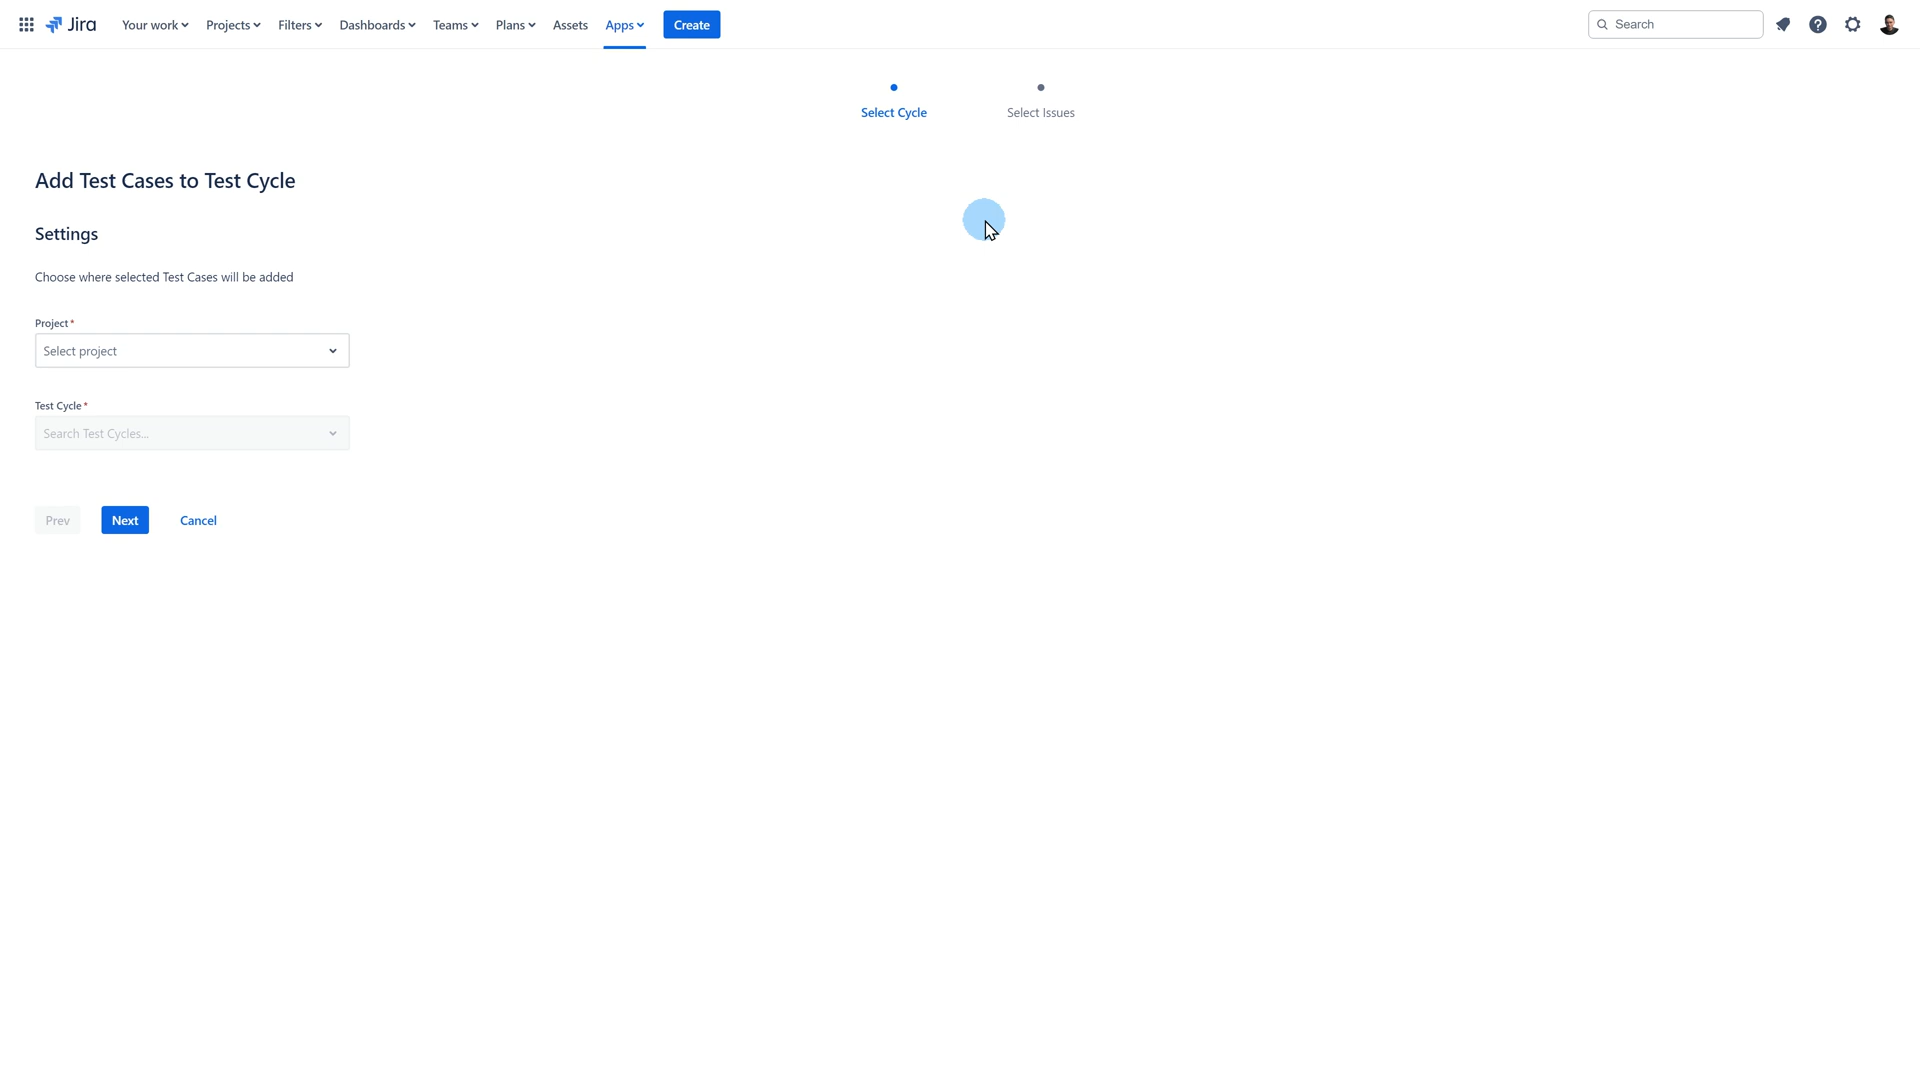 Jira Your work Projects Filters Dashboards Teams Plans Assets Apps Create Search
Select Cycle Select Issues
Add Test Cases to Test Cycle
Settings
Choose where selected Test Cases will be added
Project*
Select project
Test Cycle*
Search Test Cycles...
Prev Next Cancel